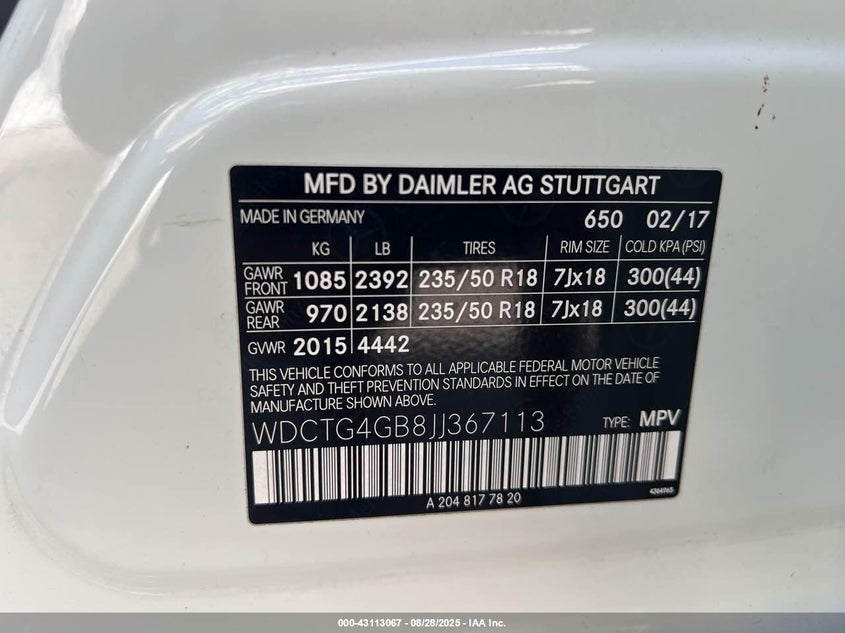 MFD BY DAIMLER AG STUTTGART
MADE IN GERMANY 650 02/17
KG LB TIRES RIM SIZE COLD KPA (PSI)
GAWR FRONT 1085 2392 235/50 R18 7Jx18 300(44)
GAWR REAR 970 2138 235/50 R18 7Jx18 300(44)
GVWR 2015 4442
THIS VEHICLE CONFORMS TO ALL APPLICABLE FEDERAL MOTOR VEHICLE
SAFETY AND THEFT PREVENTION STANDARDS IN EFFECT ON THE DATE OF
MANUFACTURE SHOWN ABOVE.
WDCTG4GB8JJ367113 TYPE: MPV
A 204 817 78 20 4364965
000-43113067 - 08/28/2025 - IAA Inc.